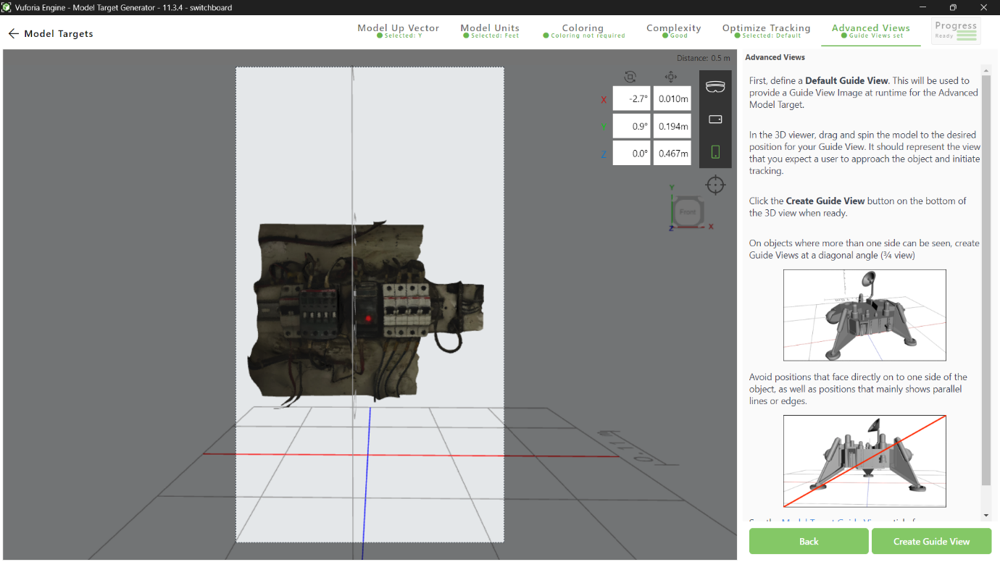 Vuforia Engine - Model Target Generator - 11.3.4 - switchboard
Model Targets
Model Up Vector
Selected: Y
Model Units
Selected: Feet
Coloring
Coloring not required
Complexity
Good
Optimize Tracking
Selected: Default
Advanced Views
Guide Views set
Progress
Ready
Distance: 0.5 m
X -2.7° 0.010m
Y 0.9° 0.194m
Z 0.0° 0.467m
Y
Front
Z X
Advanced Views
First, define a Default Guide View. This will be used to
provide a Guide View Image at runtime for the Advanced
Model Target.
In the 3D viewer, drag and spin the model to the desired
position for your Guide View. It should represent the view
that you expect a user to approach the object and initiate
tracking.
Click the Create Guide View button on the bottom of
the 3D view when ready.
On objects where more than one side can be seen, create
Guide Views at a diagonal angle (¾ view)
Avoid positions that face directly on to one side of the
object, as well as positions that mainly shows parallel
lines or edges.
Back
Create Guide View